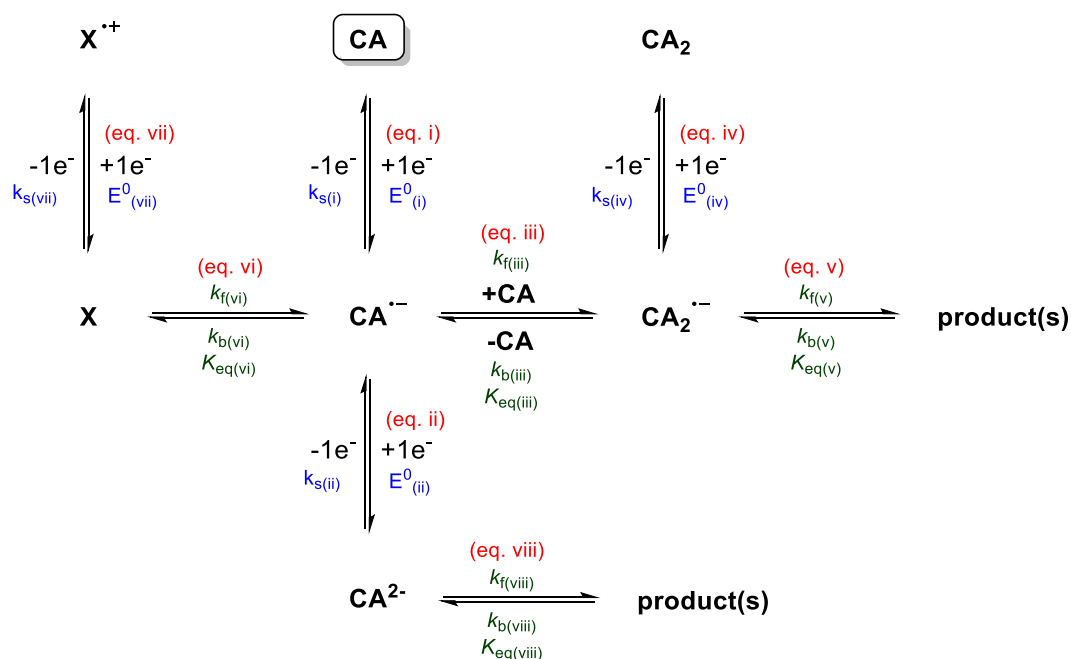 X•+ CA CA2
(eq. vii) (eq. i) (eq. iv)
-1e- +1e- -1e- +1e- -1e- +1e-
ks(vii) E0(vii) ks(i) E0(i) ks(iv) E0(iv)
(eq. vi) (eq. iii) (eq. v)
kf(vi) kf(iii) kf(v)
+CA
X CA•− CA2•− product(s)
-CA
kb(vi) kb(iii) kb(v)
Keq(vi) Keq(iii) Keq(v)
(eq. ii)
-1e- +1e-
ks(ii) E0(ii)
(eq. viii)
kf(viii)
CA2- product(s)
kb(viii)
Keq(viii)